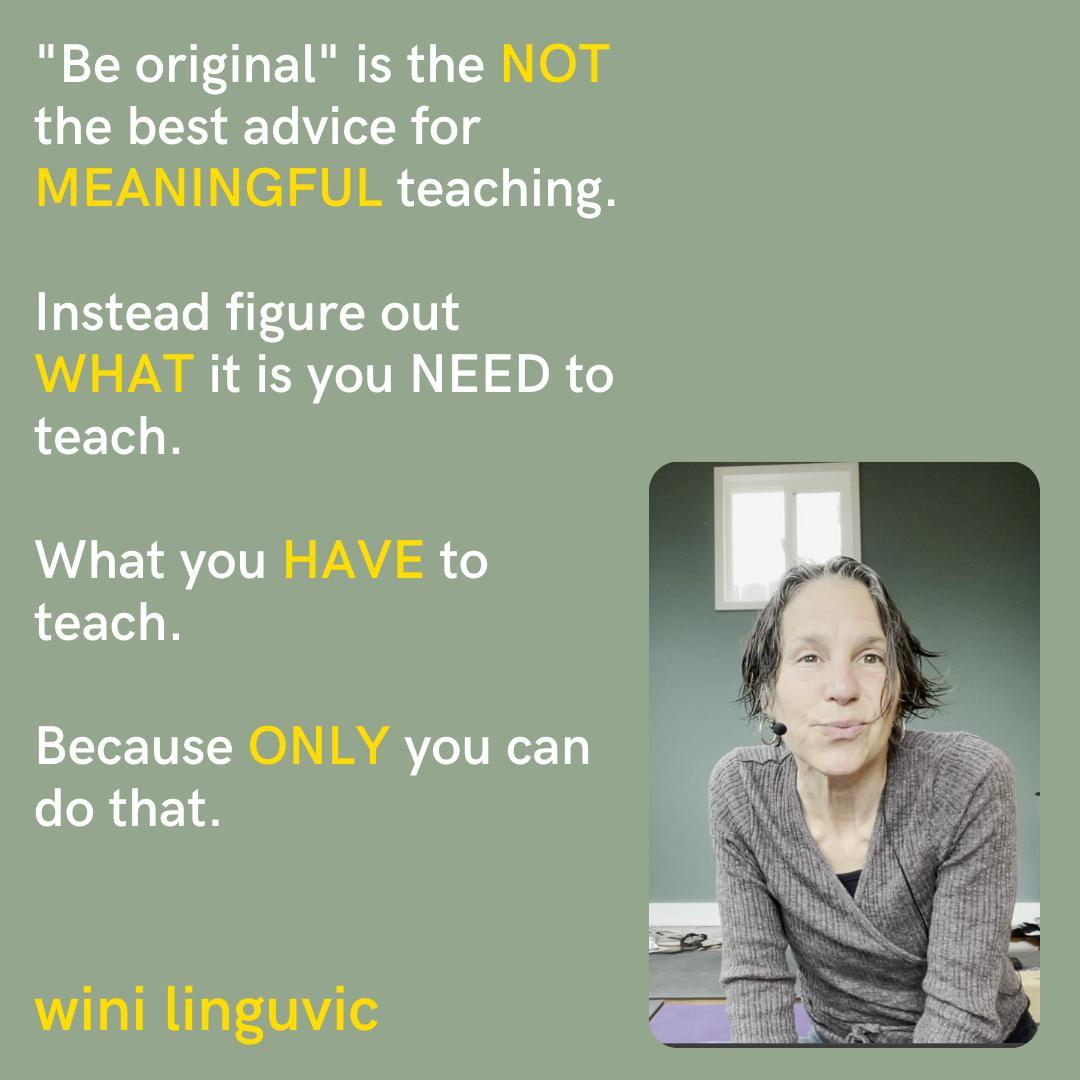 "Be original" is the NOT
the best advice for
MEANINGFUL teaching.
Instead figure out
WHAT it is you NEED to
teach.
What you HAVE to
teach.
Because ONLY you can
do that.
wini linguvic